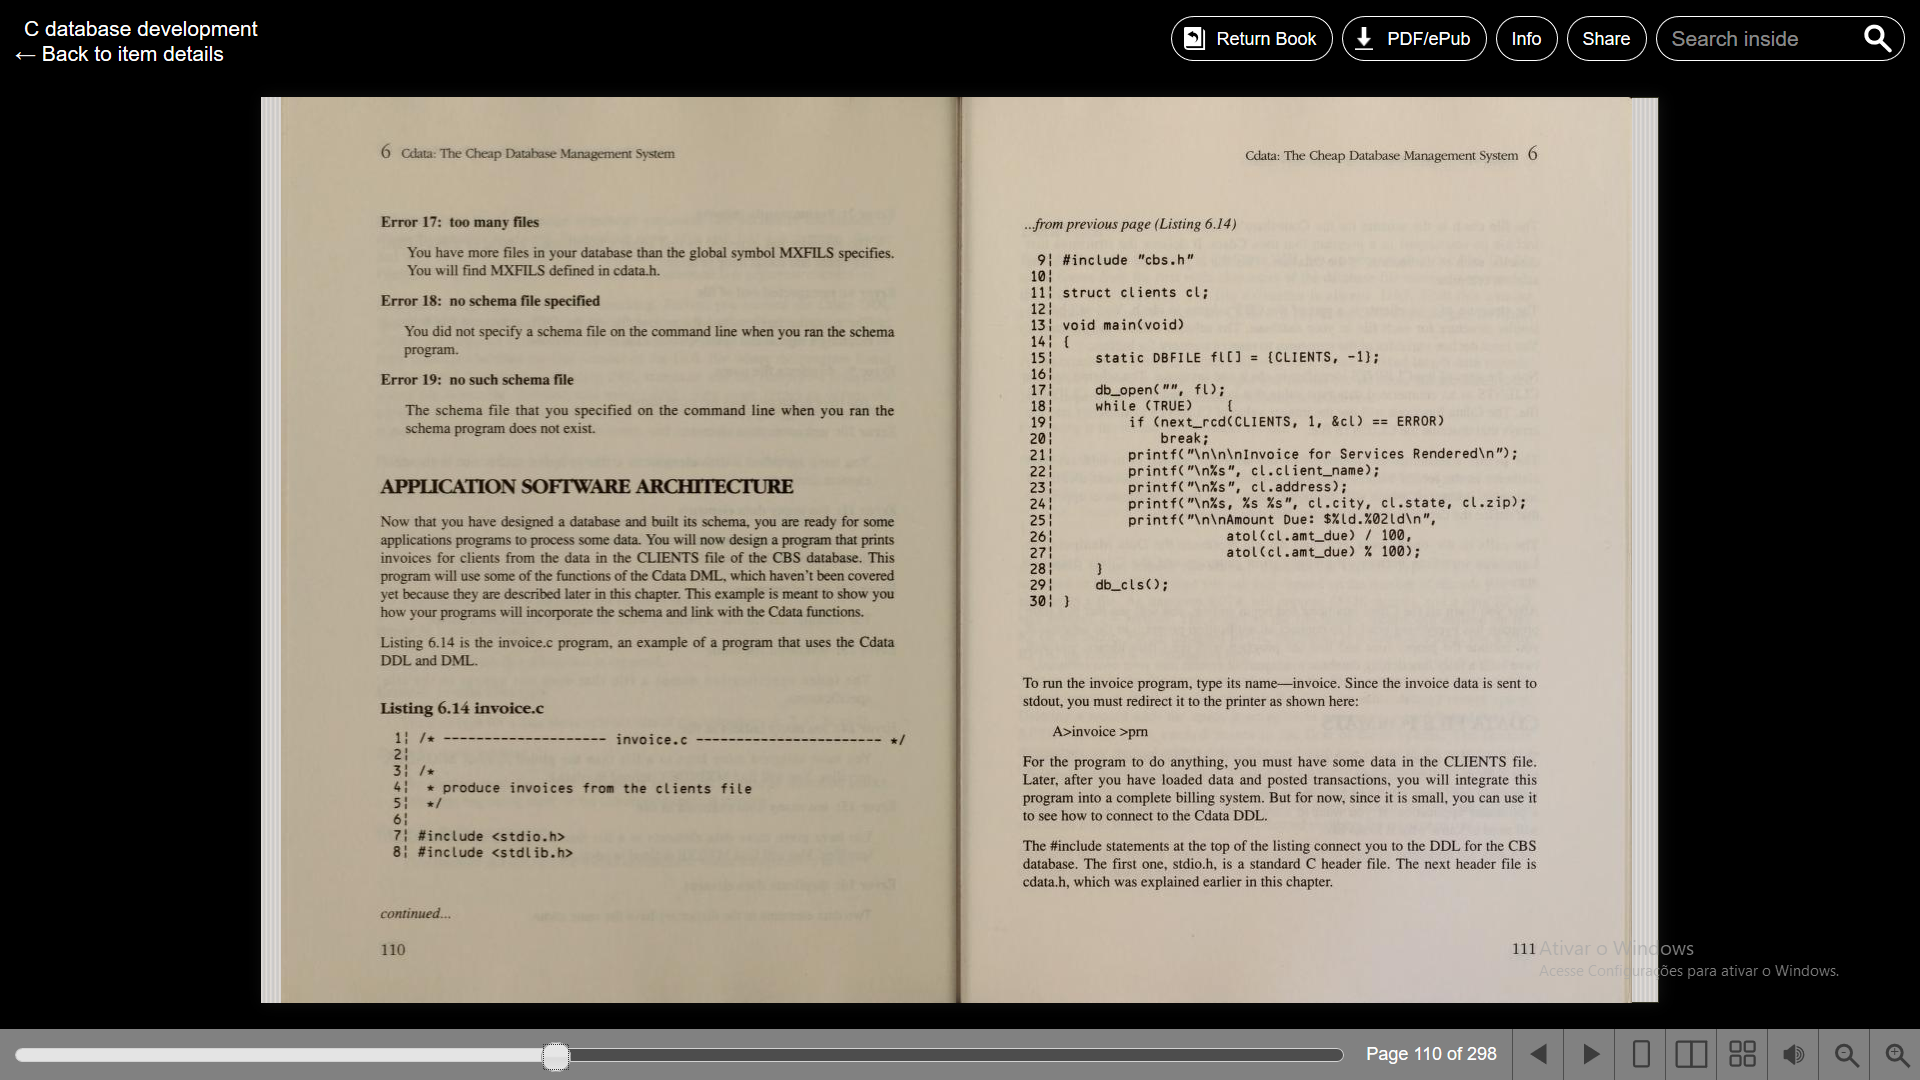 C database development
← Back to item details
Return Book
PDF/ePub
Info
Share
Search inside
6 Cdata: The Cheap Database Management System
Error 17: too many files
You have more files in your database than the global symbol MXFILS specifies.
You will find MXFILS defined in cdata.h.
Error 18: no schema file specified
You did not specify a schema file on the command line when you ran the schema
program.
Error 19: no such schema file
The schema file that you specified on the command line when you ran the
schema program does not exist.
APPLICATION SOFTWARE ARCHITECTURE
Now that you have designed a database and built its schema, you are ready for some
applications programs to process some data. You will now design a program that prints
invoices for clients from the data in the CLIENTS file of the CBS database. This
program will use some of the functions of the Cdata DML, which haven't been covered
yet because they are described later in this chapter. This example is meant to show you
how your programs will incorporate the schema and link with the Cdata functions.
Listing 6.14 is the invoice.c program, an example of a program that uses the Cdata
DDL and DML.
Listing 6.14 invoice.c
1¦ /* -------------------- invoice.c ----------------------- */
2¦
3¦ /*
4¦  * produce invoices from the clients file
5¦  */
6¦
7¦ #include <stdio.h>
8¦ #include <stdlib.h>
continued...
110
Cdata: The Cheap Database Management System 6
...from previous page (Listing 6.14)
9¦ #include "cbs.h"
10¦
11¦ struct clients cl;
12¦
13¦ void main(void)
14¦ {
15¦     static DBFILE fl[] = {CLIENTS, -1};
16¦
17¦     db_open("", fl);
18¦     while (TRUE)    {
19¦         if (next_rcd(CLIENTS, 1, &cl) == ERROR)
20¦             break;
21¦         printf("\n\n\nInvoice for Services Rendered\n");
22¦         printf("\n%s", cl.client_name);
23¦         printf("\n%s", cl.address);
24¦         printf("\n%s, %s %s", cl.city, cl.state, cl.zip);
25¦         printf("\n\nAmount Due: $%ld.%02ld\n",
26¦                     atol(cl.amt_due) / 100,
27¦                     atol(cl.amt_due) % 100);
28¦     }
29¦     db_cls();
30¦ }
To run the invoice program, type its name—invoice. Since the invoice data is sent to
stdout, you must redirect it to the printer as shown here:
A>invoice >prn
For the program to do anything, you must have some data in the CLIENTS file.
Later, after you have loaded data and posted transactions, you will integrate this
program into a complete billing system. But for now, since it is small, you can use it
to see how to connect to the Cdata DDL.
The #include statements at the top of the listing connect you to the DDL for the CBS
database. The first one, stdio.h, is a standard C header file. The next header file is
cdata.h, which was explained earlier in this chapter.
111
Ativar o Windows
Acesse Configurações para ativar o Windows.
Page 110 of 298